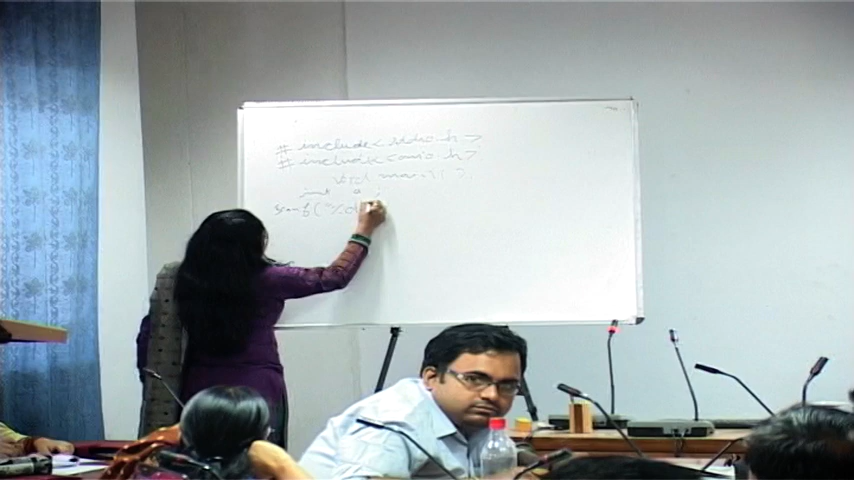 # include < stdio.h >
# include < conio.h >
void main ( ) {
int a ;
scanf ( "%d